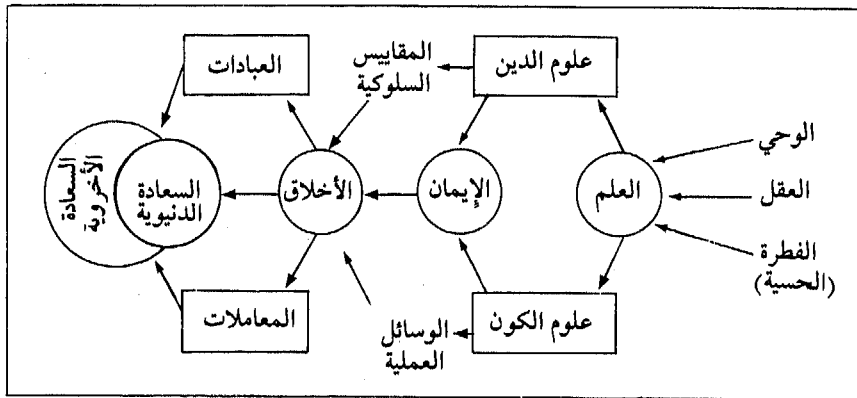 علوم الدين
المقاييس
السلوكية
العبادات
الوحي
العقل
الفطرة
(الحسية)
العلم
الإيمان
الأخلاق
السعادة
الدنيوية
السعادة
الأخروية
علوم الكون
الوسائل
العملية
المعاملات